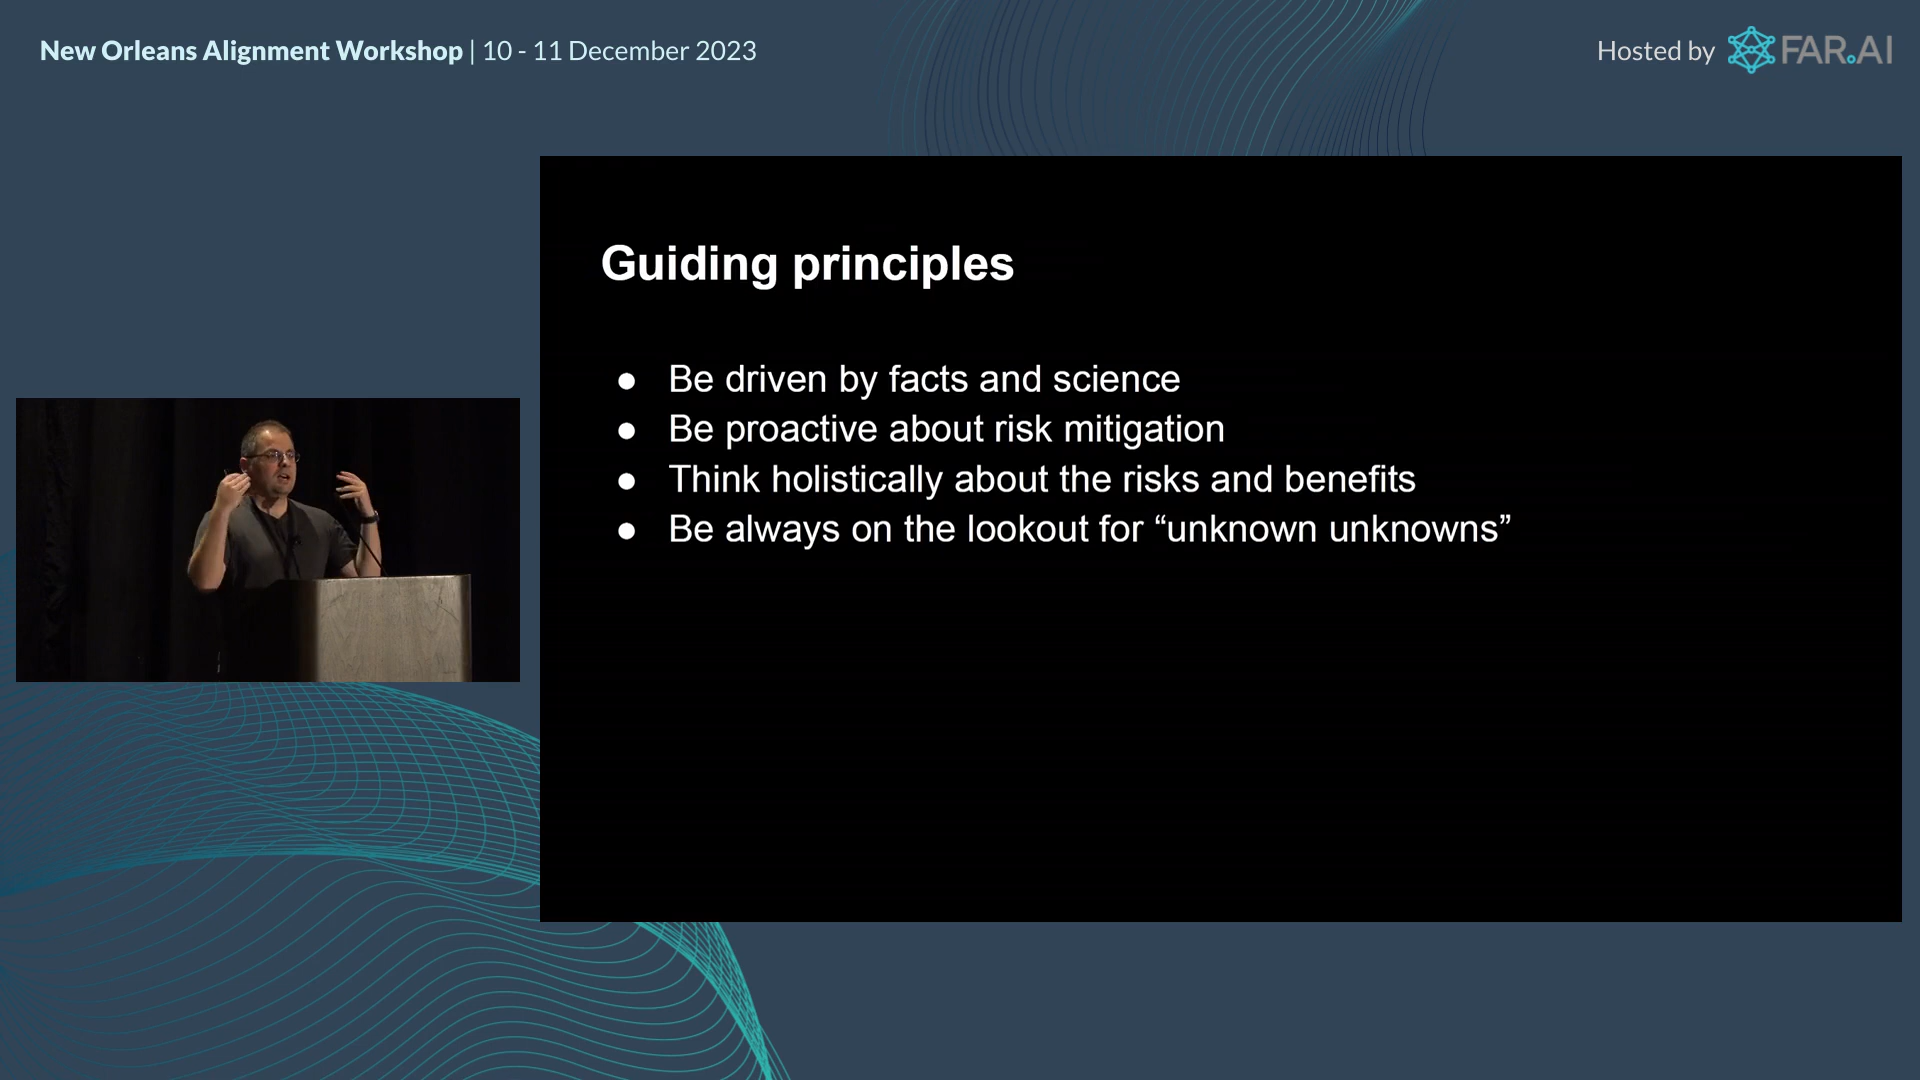 New Orleans Alignment Workshop | 10 - 11 December 2023
Hosted by FAR.AI
Guiding principles
● Be driven by facts and science
● Be proactive about risk mitigation
● Think holistically about the risks and benefits
● Be always on the lookout for “unknown unknowns”